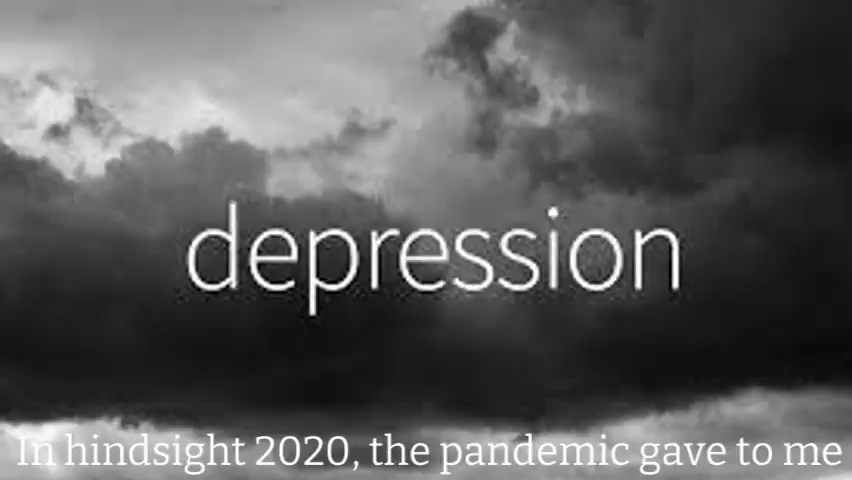 depression
In hindsight 2020, the pandemic gave to me